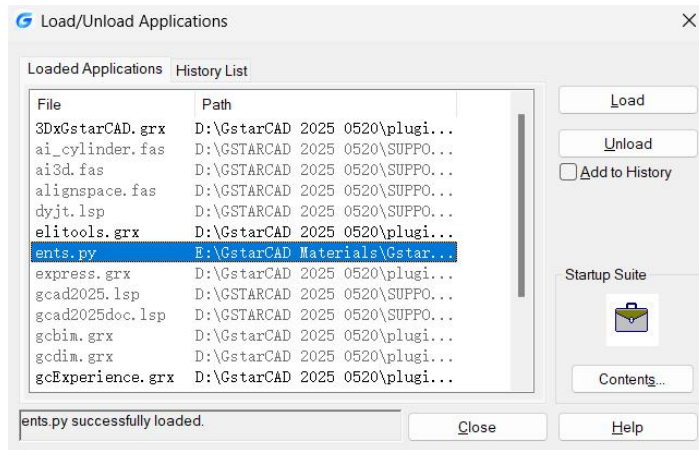 Load/Unload Applications
Loaded Applications History List
File Path
3DxGstarCAD.grx D:\GstarCAD 2025 0520\plugi...
ai_cylinder.fas D:\GSTARCAD 2025 0520\SUPPO...
ai3d.fas D:\GSTARCAD 2025 0520\SUPPO...
alignspace.fas D:\GSTARCAD 2025 0520\SUPPO...
dyjt.lsp D:\GSTARCAD 2025 0520\SUPPO...
elitools.grx D:\GstarCAD 2025 0520\plugi...
ents.py E:\GstarCAD Materials\Gstar...
express.grx D:\GstarCAD 2025 0520\plugi...
gcad2025.lsp D:\GSTARCAD 2025 0520\SUPPO...
gcad2025doc.lsp D:\GSTARCAD 2025 0520\SUPPO...
gcbim.grx D:\GstarCAD 2025 0520\plugi...
gcdim.grx D:\GstarCAD 2025 0520\plugi...
gcExperience.grx D:\GstarCAD 2025 0520\plugi...
Load
Unload
Add to History
Startup Suite
Contents...
ents.py successfully loaded.
Close
Help